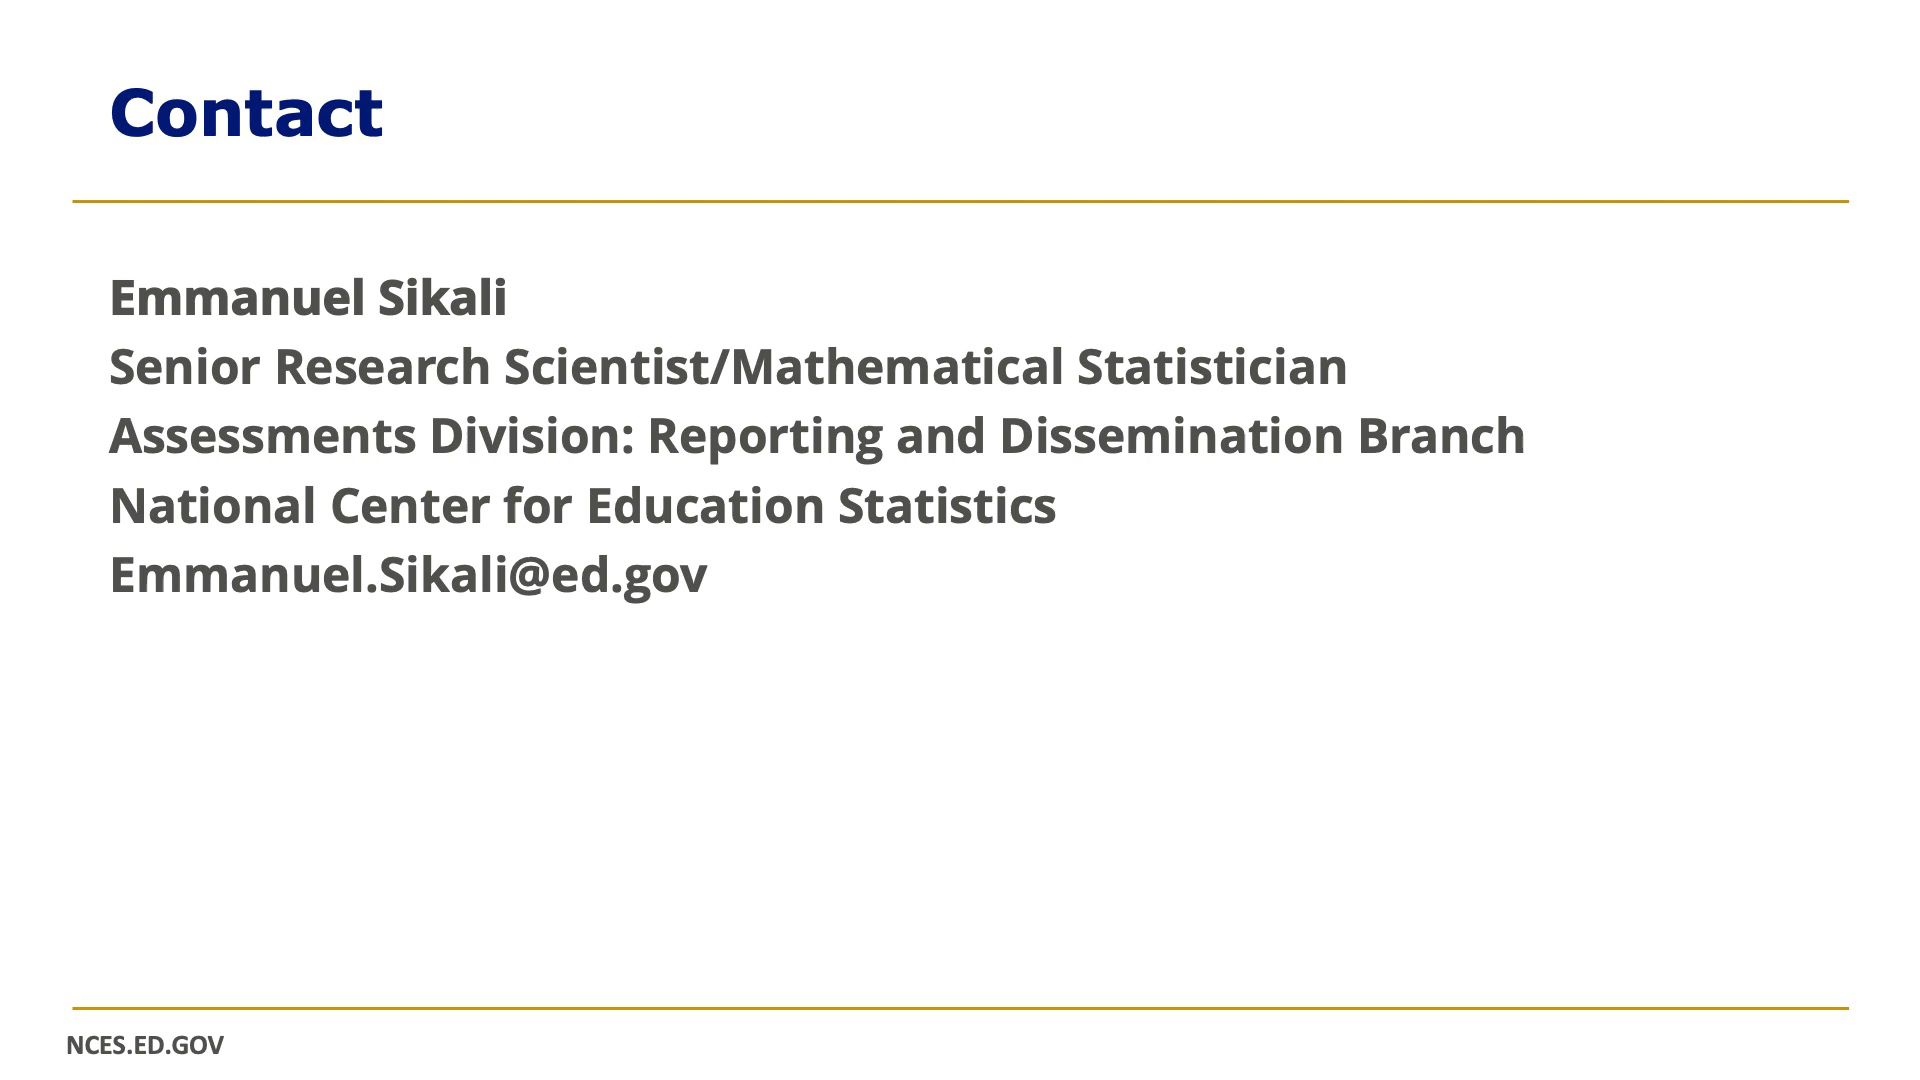 Contact
Emmanuel Sikali
Senior Research Scientist/Mathematical Statistician
Assessments Division: Reporting and Dissemination Branch
National Center for Education Statistics
Emmanuel.Sikali@ed.gov
NCES.ED.GOV